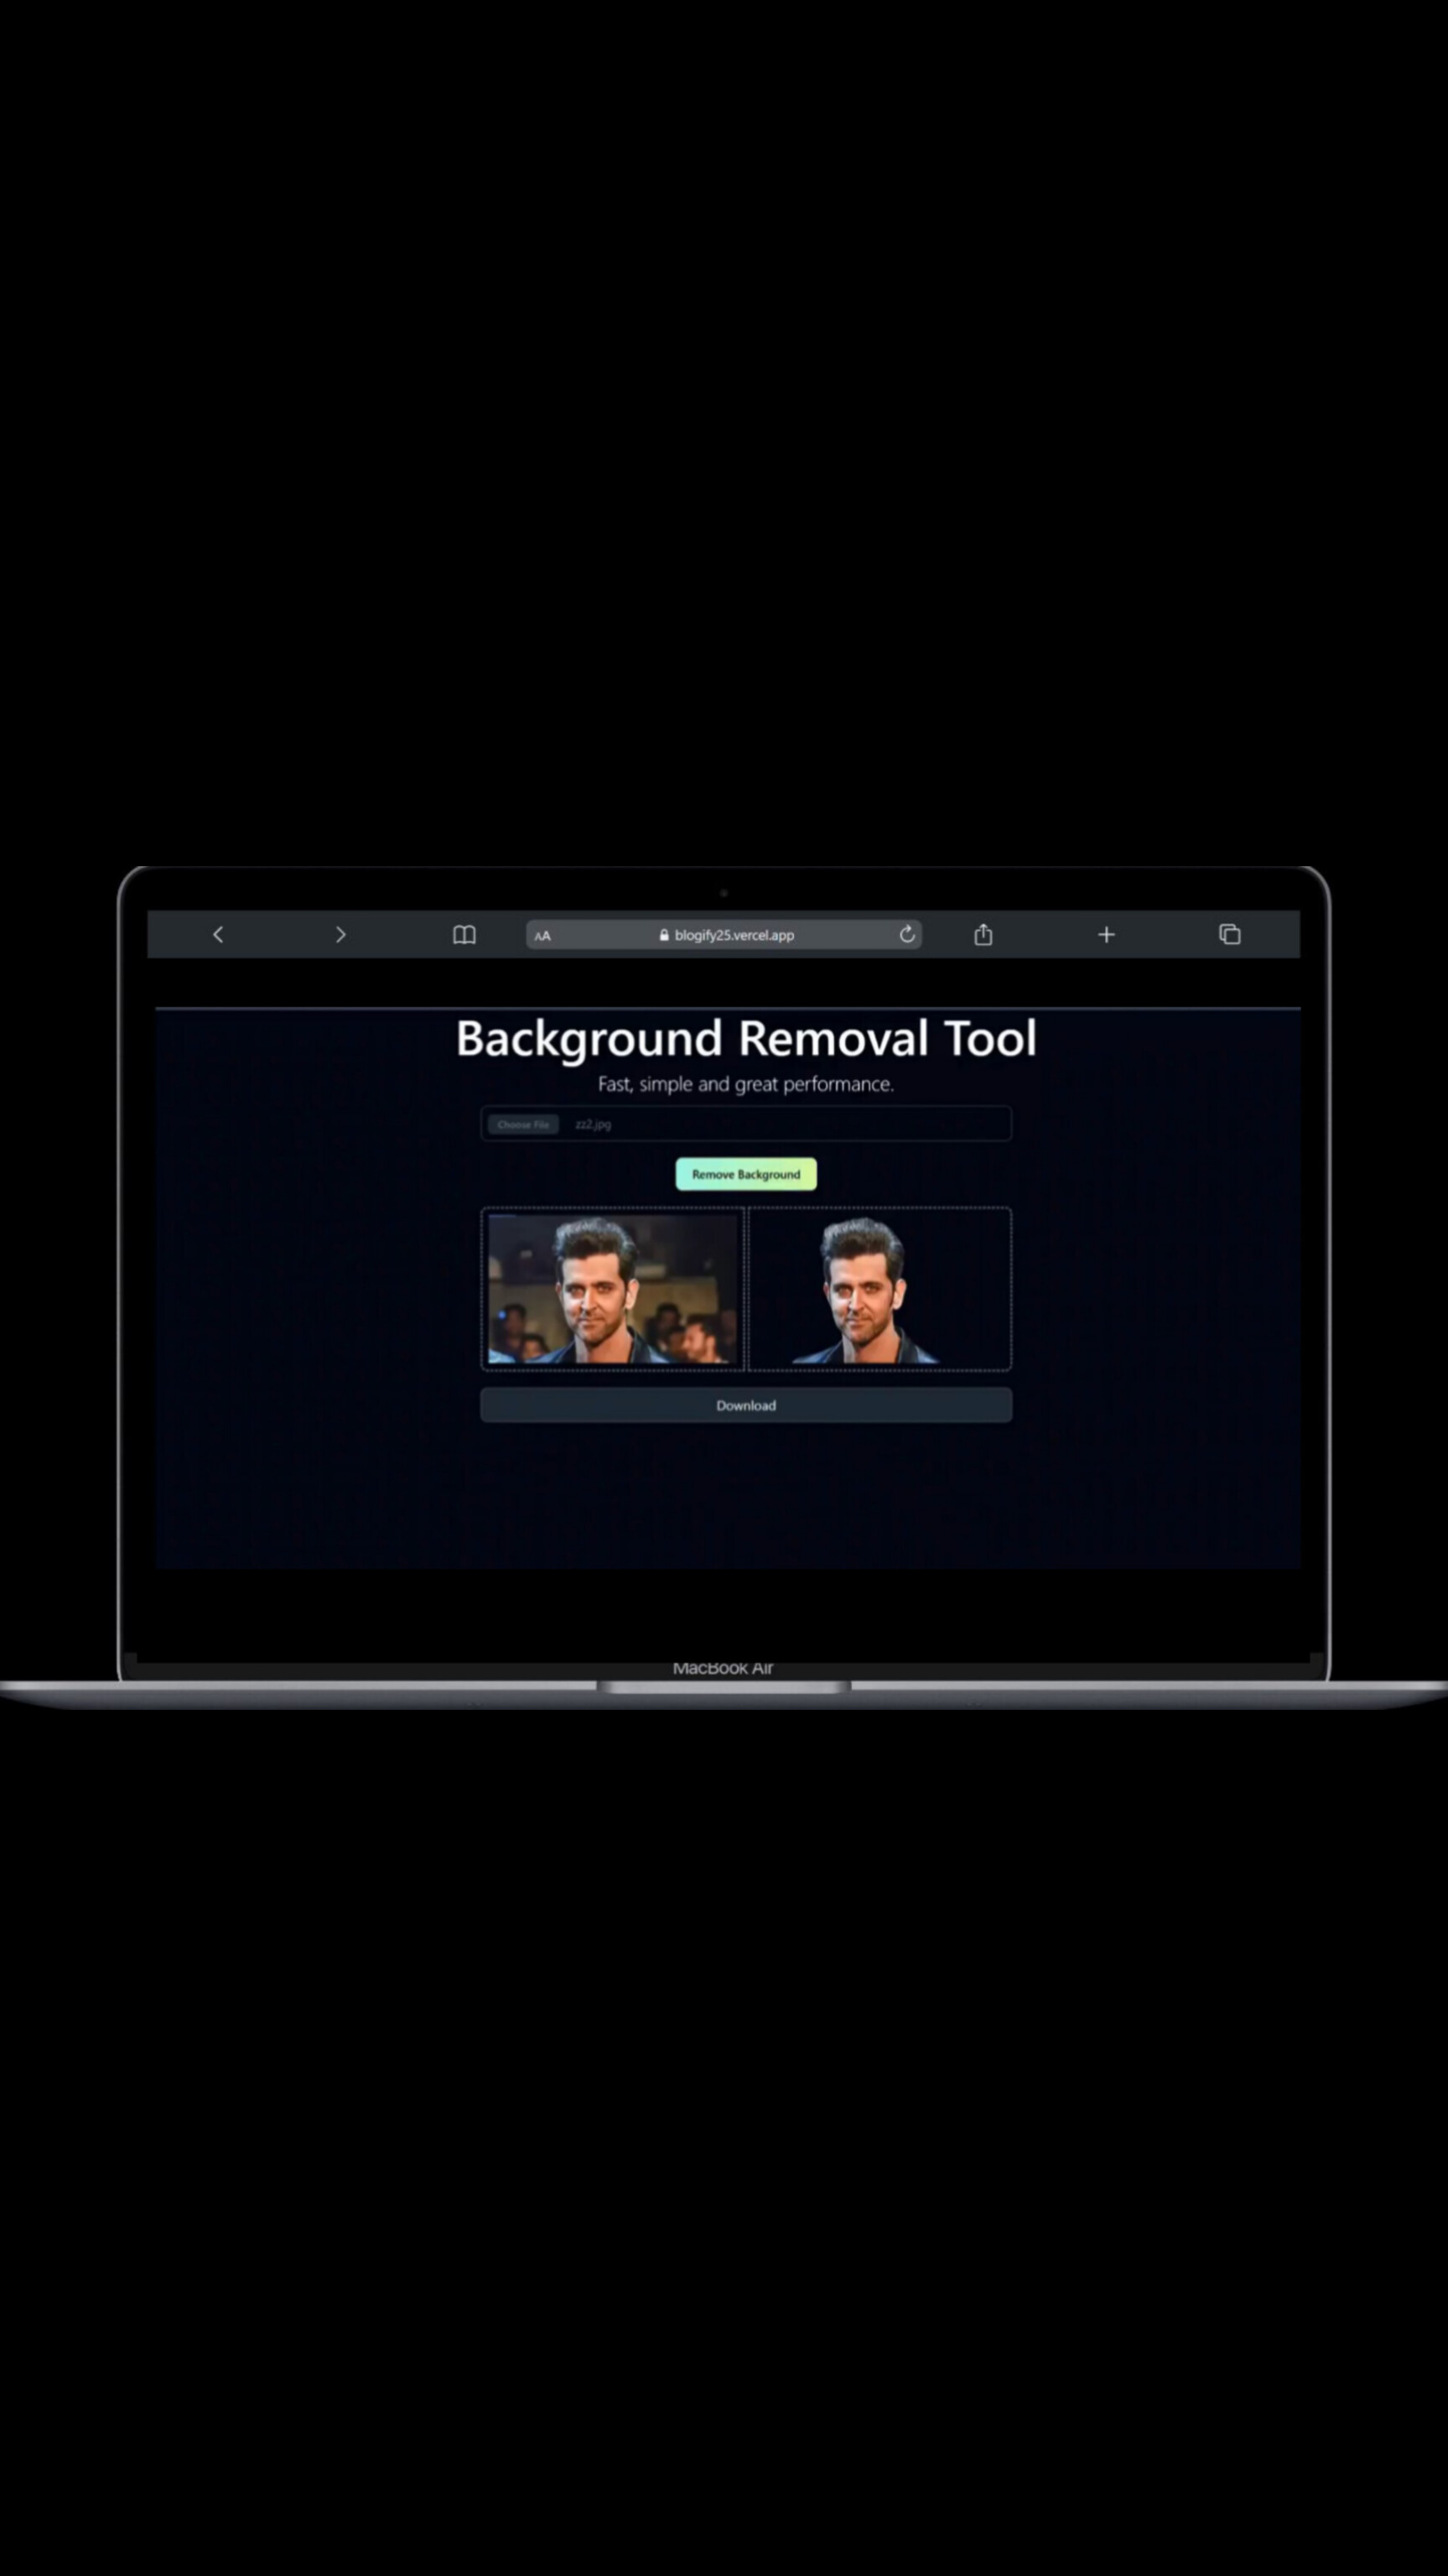 AA blogify25.vercel.app
Background Removal Tool
Fast, simple and great performance.
Choose File zz2.jpg
Remove Background
Download
MacBook Air